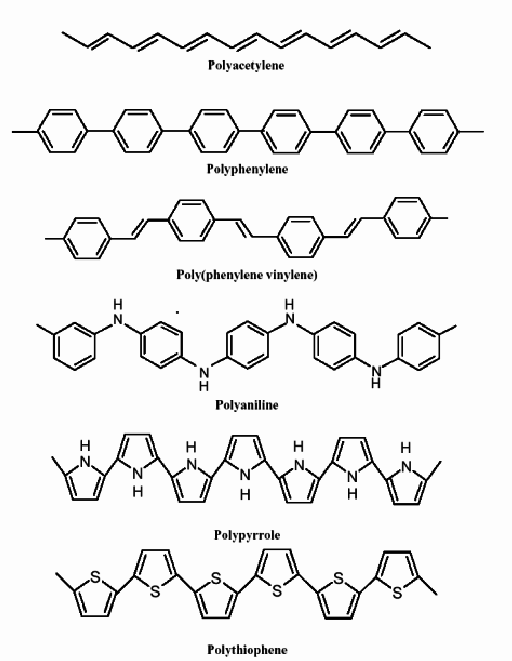 Polyacetylene
Polyphenylene
Poly(phenylene vinylene)
H H
N N
N N
H H
Polyaniline
H H H H
N N N N
N N N
H H H
Polypyrrole
S S S
S S S
Polythiophene